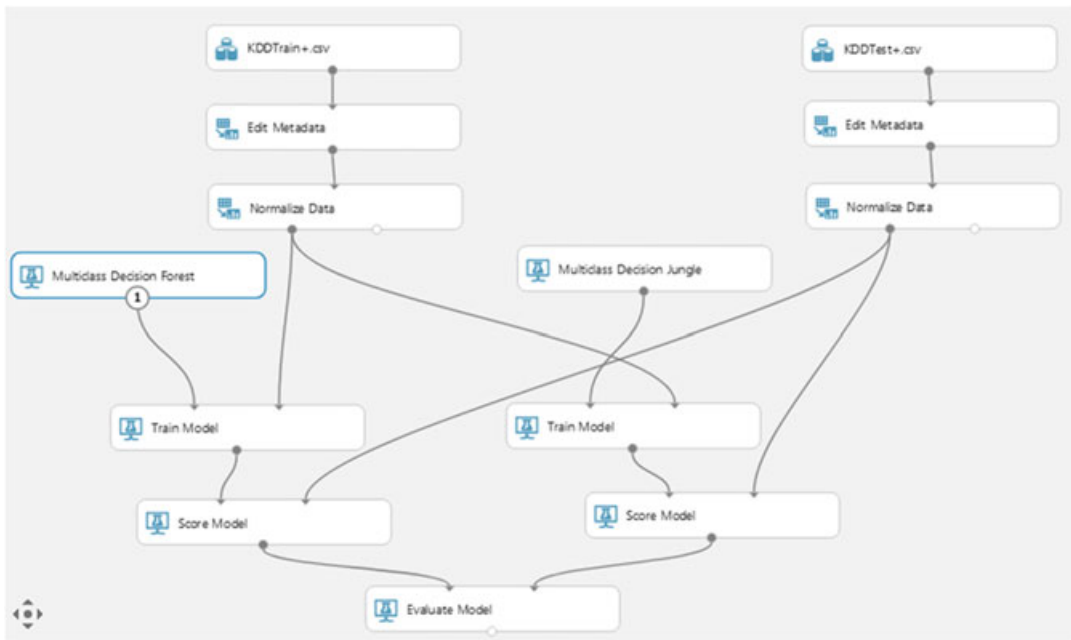 KDDTrain+.csv
KDDTest+.csv
Edit Metadata
Edit Metadata
Normalize Data
Normalize Data
Multiclass Decision Forest
1
Multiclass Decision Jungle
Train Model
Train Model
Score Model
Score Model
Evaluate Model